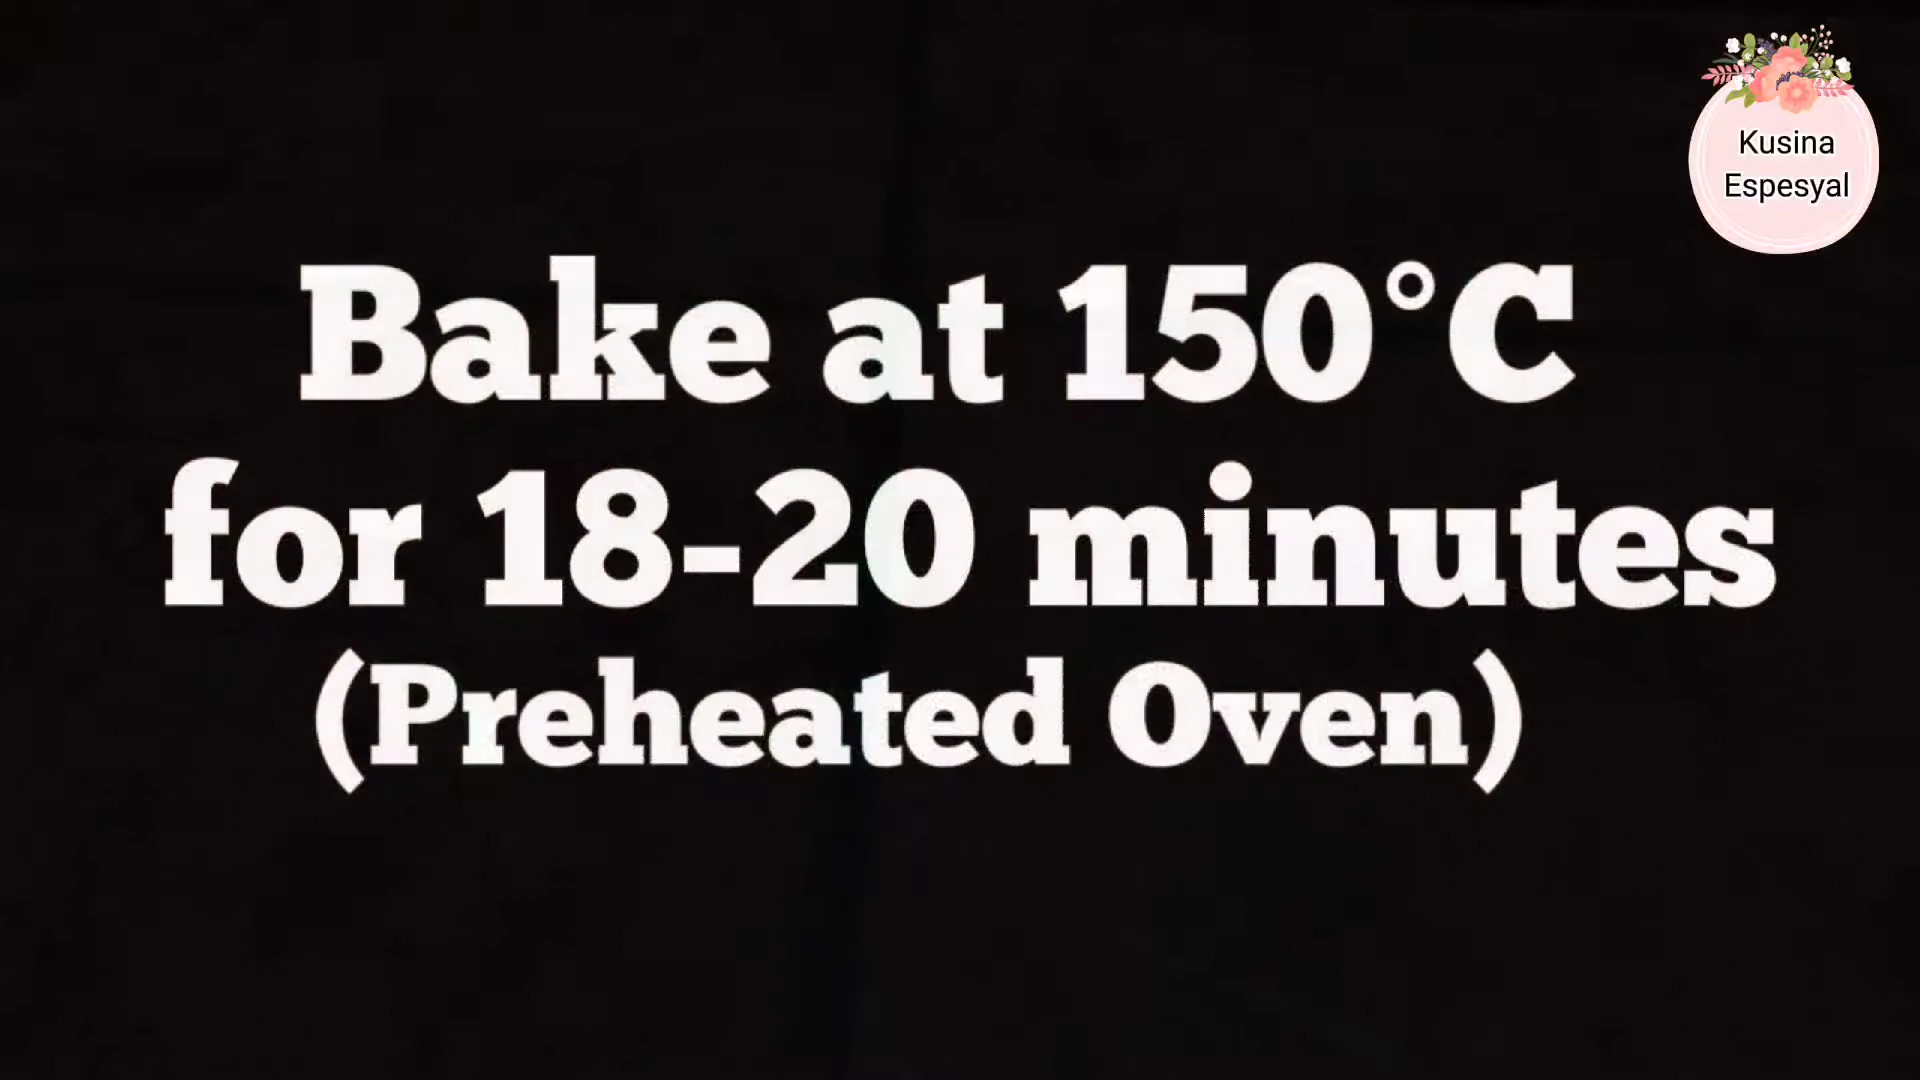 Kusina
Espesyal
Bake at 150°C
for 18-20 minutes
(Preheated Oven)